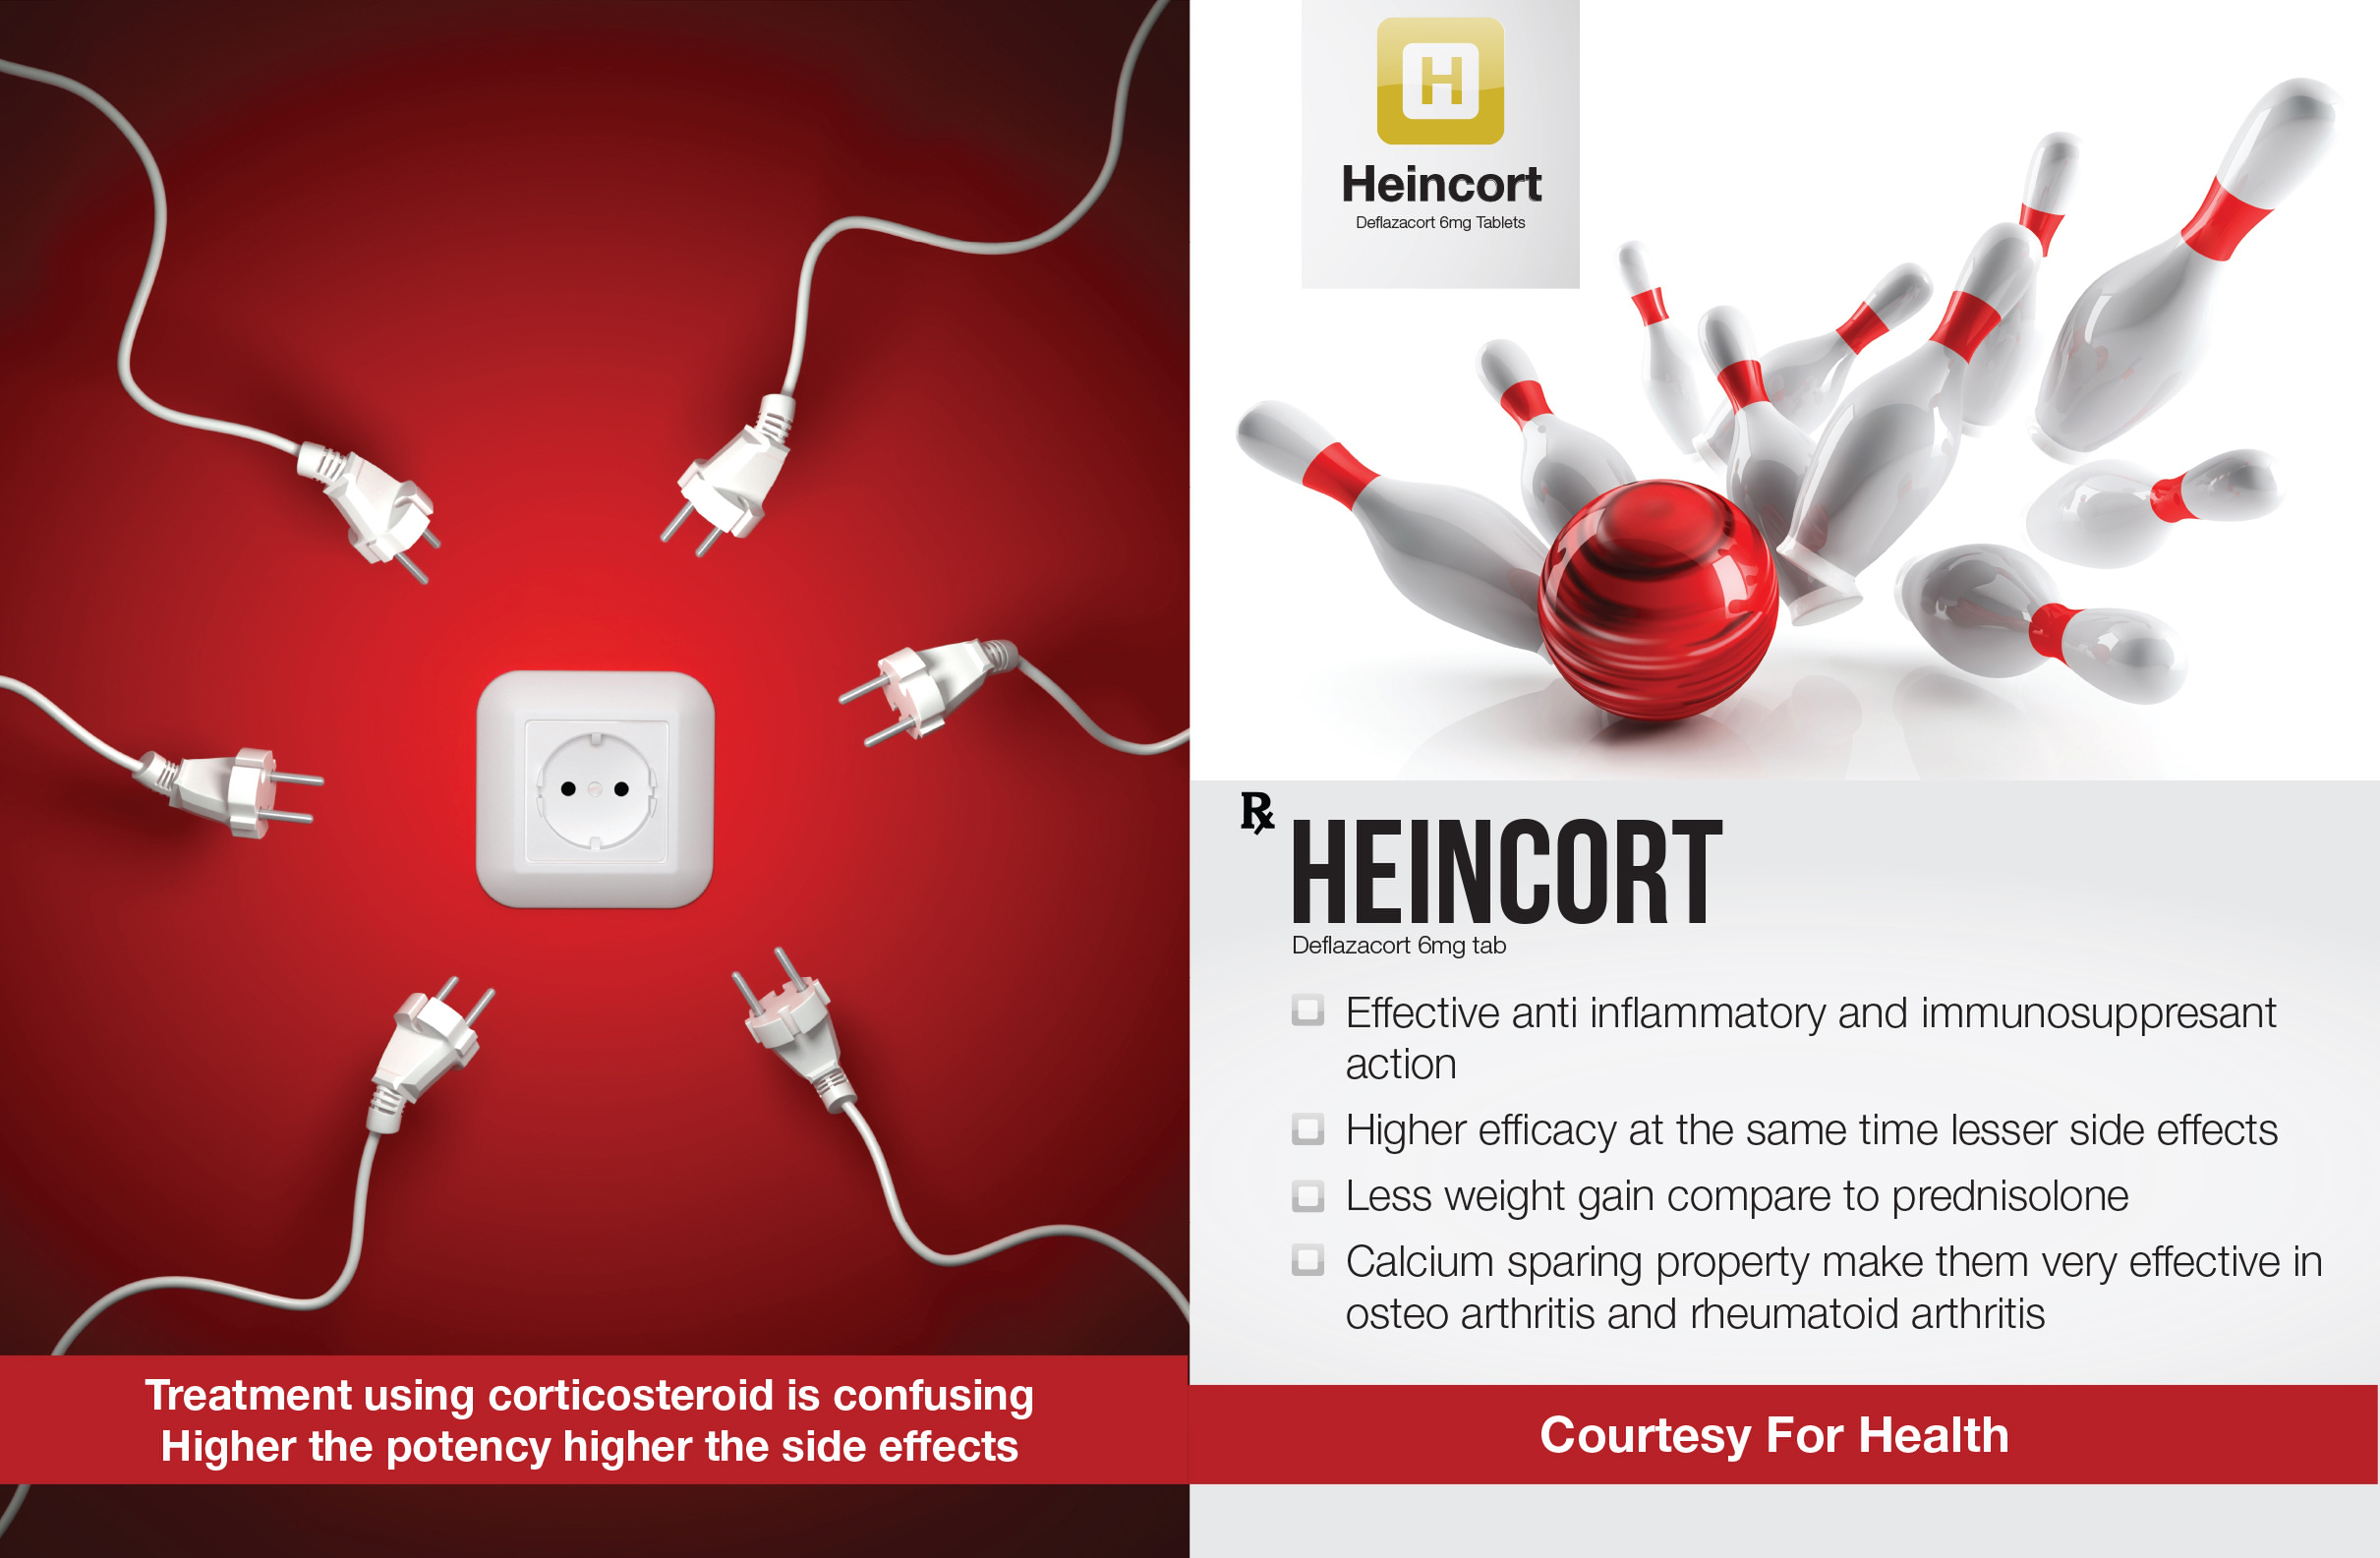 Treatment using corticosteroid is confusing
Higher the potency higher the side effects
H
Heincort
Deflazacort 6mg Tablets
℞ HEINCORT
Deflazacort 6mg tab
Effective anti inflammatory and immunosuppresant
action
Higher efficacy at the same time lesser side effects
Less weight gain compare to prednisolone
Calcium sparing property make them very effective in
osteo arthritis and rheumatoid arthritis
Courtesy For Health